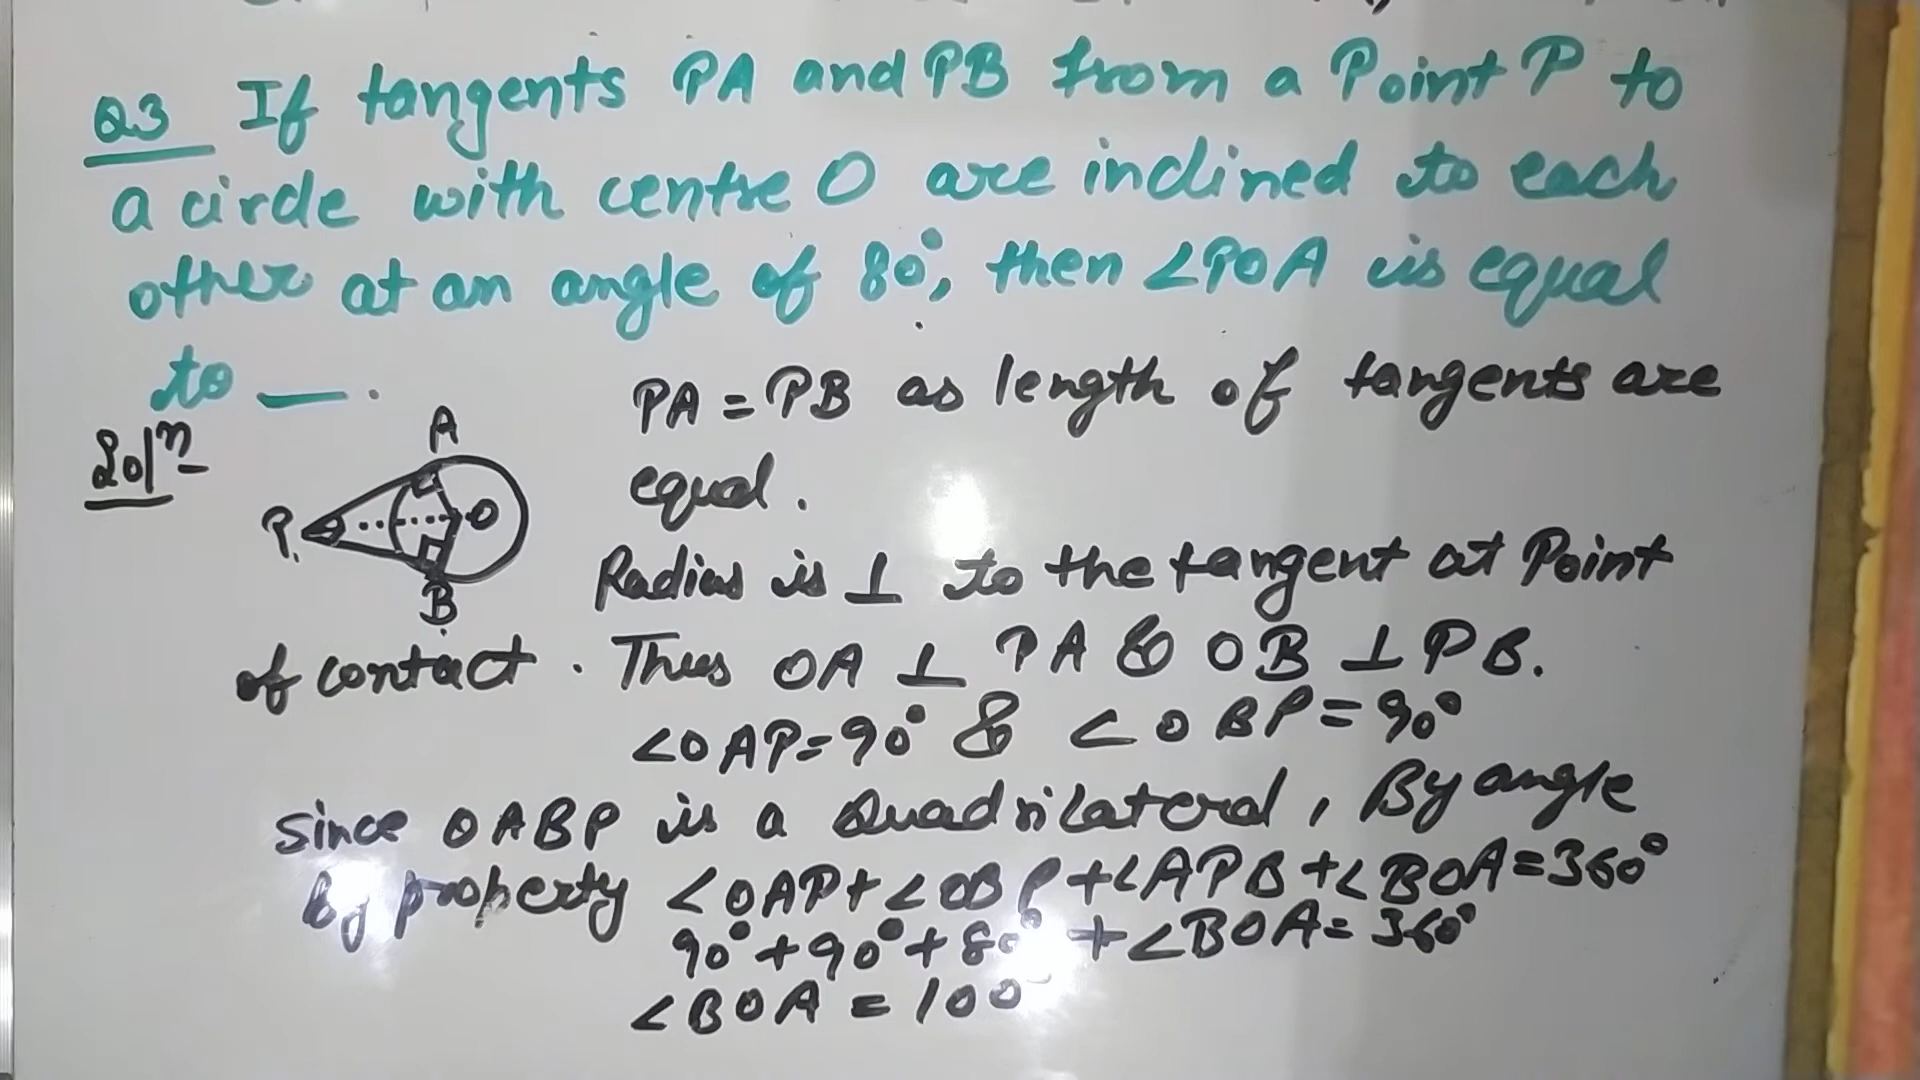 Q3 If tangents PA and PB from a Point P to
a circle with centre O are inclined to each
other at an angle of 80°, then ∠POA is equal
to —.
Solⁿ
PA = PB as length of tangents are
equal.
A
P
O
B
Radius is ⊥ to the tangent at Point
of contact. Thus OA ⊥ PA & OB ⊥ PB.
∠OAP=90° & ∠OBP=90°
Since OABP is a Quadrilateral, By angle
By property ∠OAP+∠OBP+∠APB+∠BOA=360°
90°+90°+80°+∠BOA=360°
∠BOA = 100°